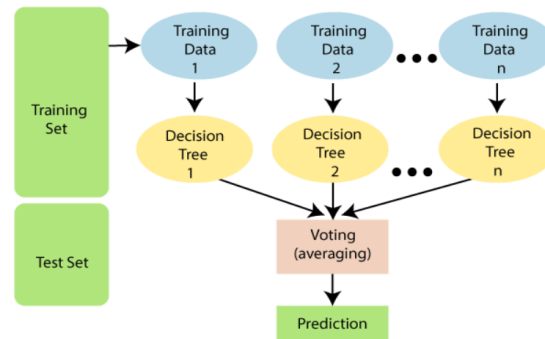 Training
Set
Training
Data
1
Training
Data
2
Training
Data
n
Decision
Tree
1
Decision
Tree
2
Decision
Tree
n
Test Set
Voting
(averaging)
Prediction